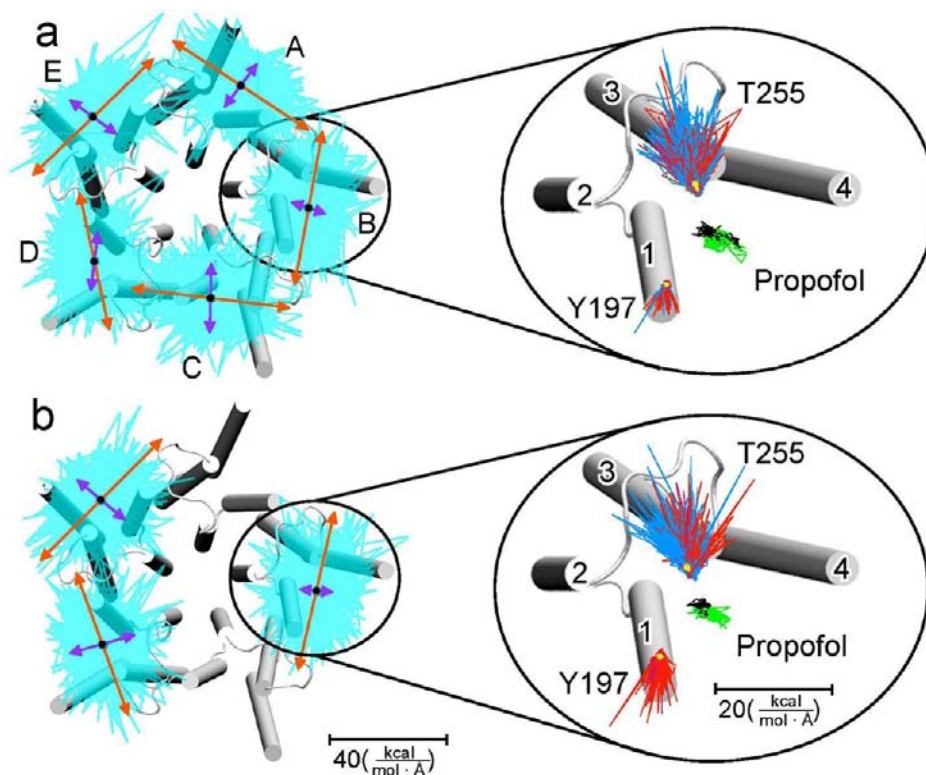 a
A
E
B
D
C
3
T255
2
4
1
Propofol
Y197
b
3
T255
2
4
1
Propofol
Y197
20(kcal/mol · Å)
40(kcal/mol · Å)